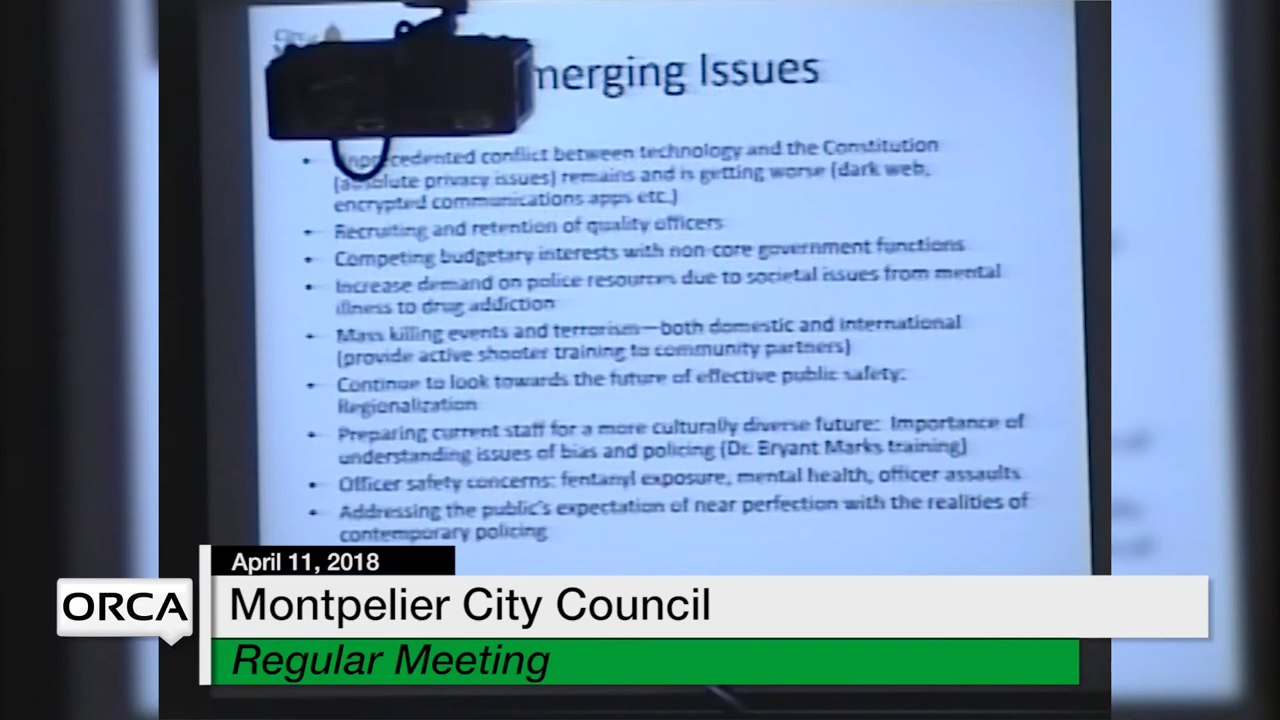 merging Issues
• cedented conflict between technology and the Constitution
(absolute privacy issues) remains and is getting worse (dark web,
encrypted communications apps etc.)
• Recruiting and retention of quality officers
• Competing budgetary interests with non-core government functions
• Increase demand on police resources due to societal issues from mental
illness to drug addiction
• Mass killing events and terrorism—both domestic and international
(provide active shooter training to community partners)
• Continue to look towards the future of effective public safety:
Regionalization
• Preparing current staff for a more culturally diverse future: Importance of
understanding issues of bias and policing (Dr. Bryant Marks training)
• Officer safety concerns: fentanyl exposure, mental health, officer assaults
• Addressing the public's expectation of near perfection with the realities of
contemporary policing
April 11, 2018
ORCA
Montpelier City Council
Regular Meeting